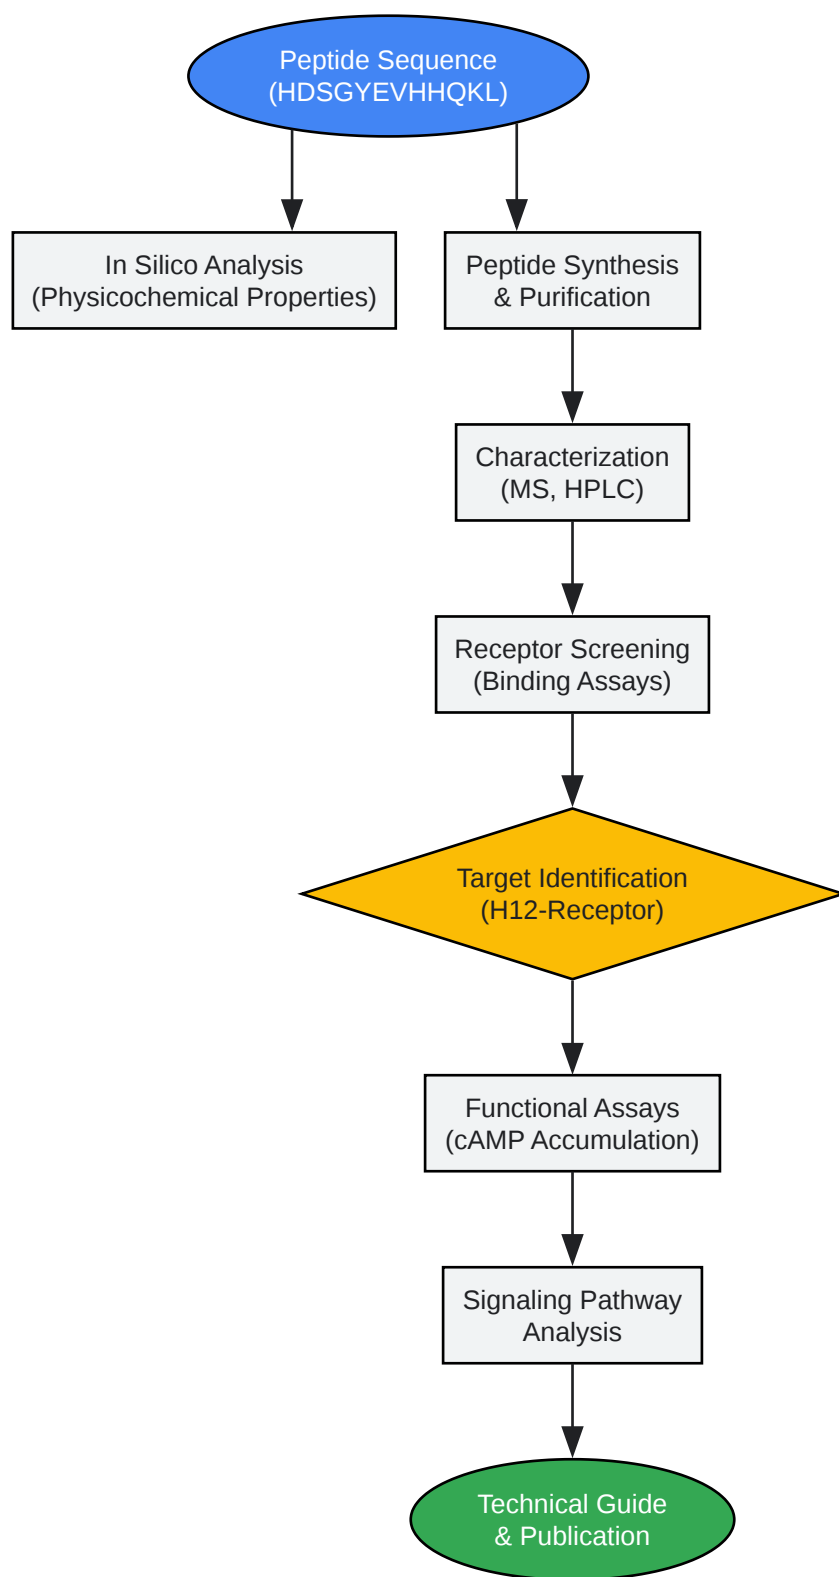 Peptide Sequence
(HDSGYEVHHQKL)
In Silico Analysis
(Physicochemical Properties)
Peptide Synthesis
& Purification
Characterization
(MS, HPLC)
Receptor Screening
(Binding Assays)
Target Identification
(H12-Receptor)
Functional Assays
(cAMP Accumulation)
Signaling Pathway
Analysis
Technical Guide
& Publication